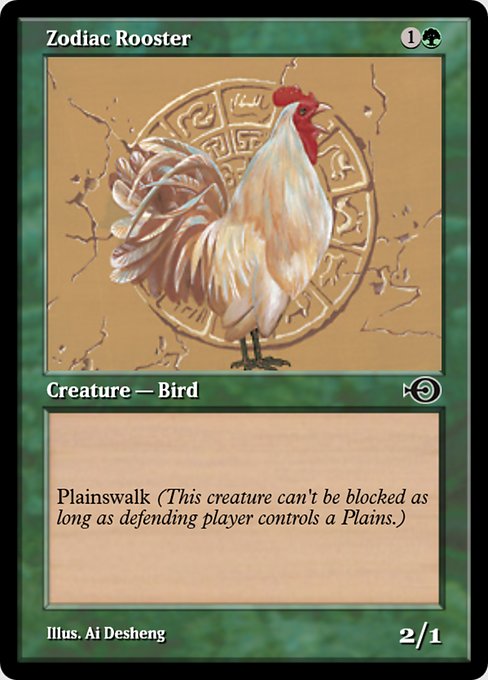 Zodiac Rooster 1
Creature — Bird
Plainswalk (This creature can't be blocked as
long as defending player controls a Plains.)
Illus. Ai Desheng 2/1